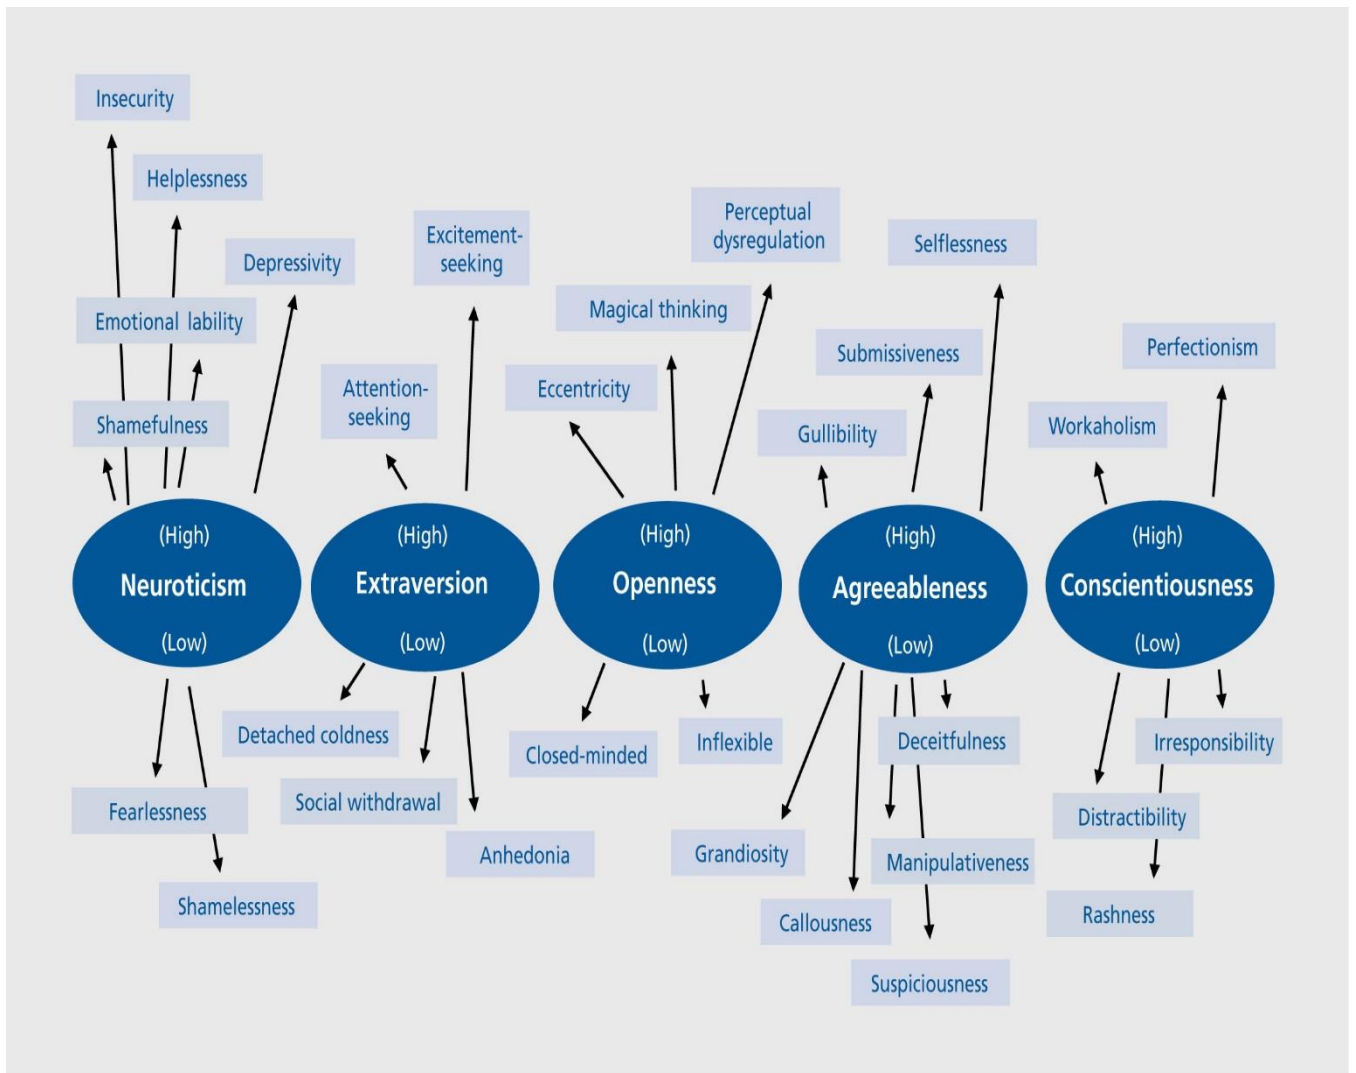 Insecurity
Helplessness
Depressivity
Emotional lability
Shamefulness
Excitement-
seeking
Attention-
seeking
Perceptual
dysregulation
Magical thinking
Eccentricity
Selflessness
Submissiveness
Gullibility
Perfectionism
Workaholism
(High)
Neuroticism
(Low)
(High)
Extraversion
(Low)
(High)
Openness
(Low)
(High)
Agreeableness
(Low)
(High)
Conscientiousness
(Low)
Fearlessness
Shamelessness
Detached coldness
Social withdrawal
Anhedonia
Closed-minded
Inflexible
Deceitfulness
Grandiosity
Manipulativeness
Callousness
Suspiciousness
Irresponsibility
Distractibility
Rashness